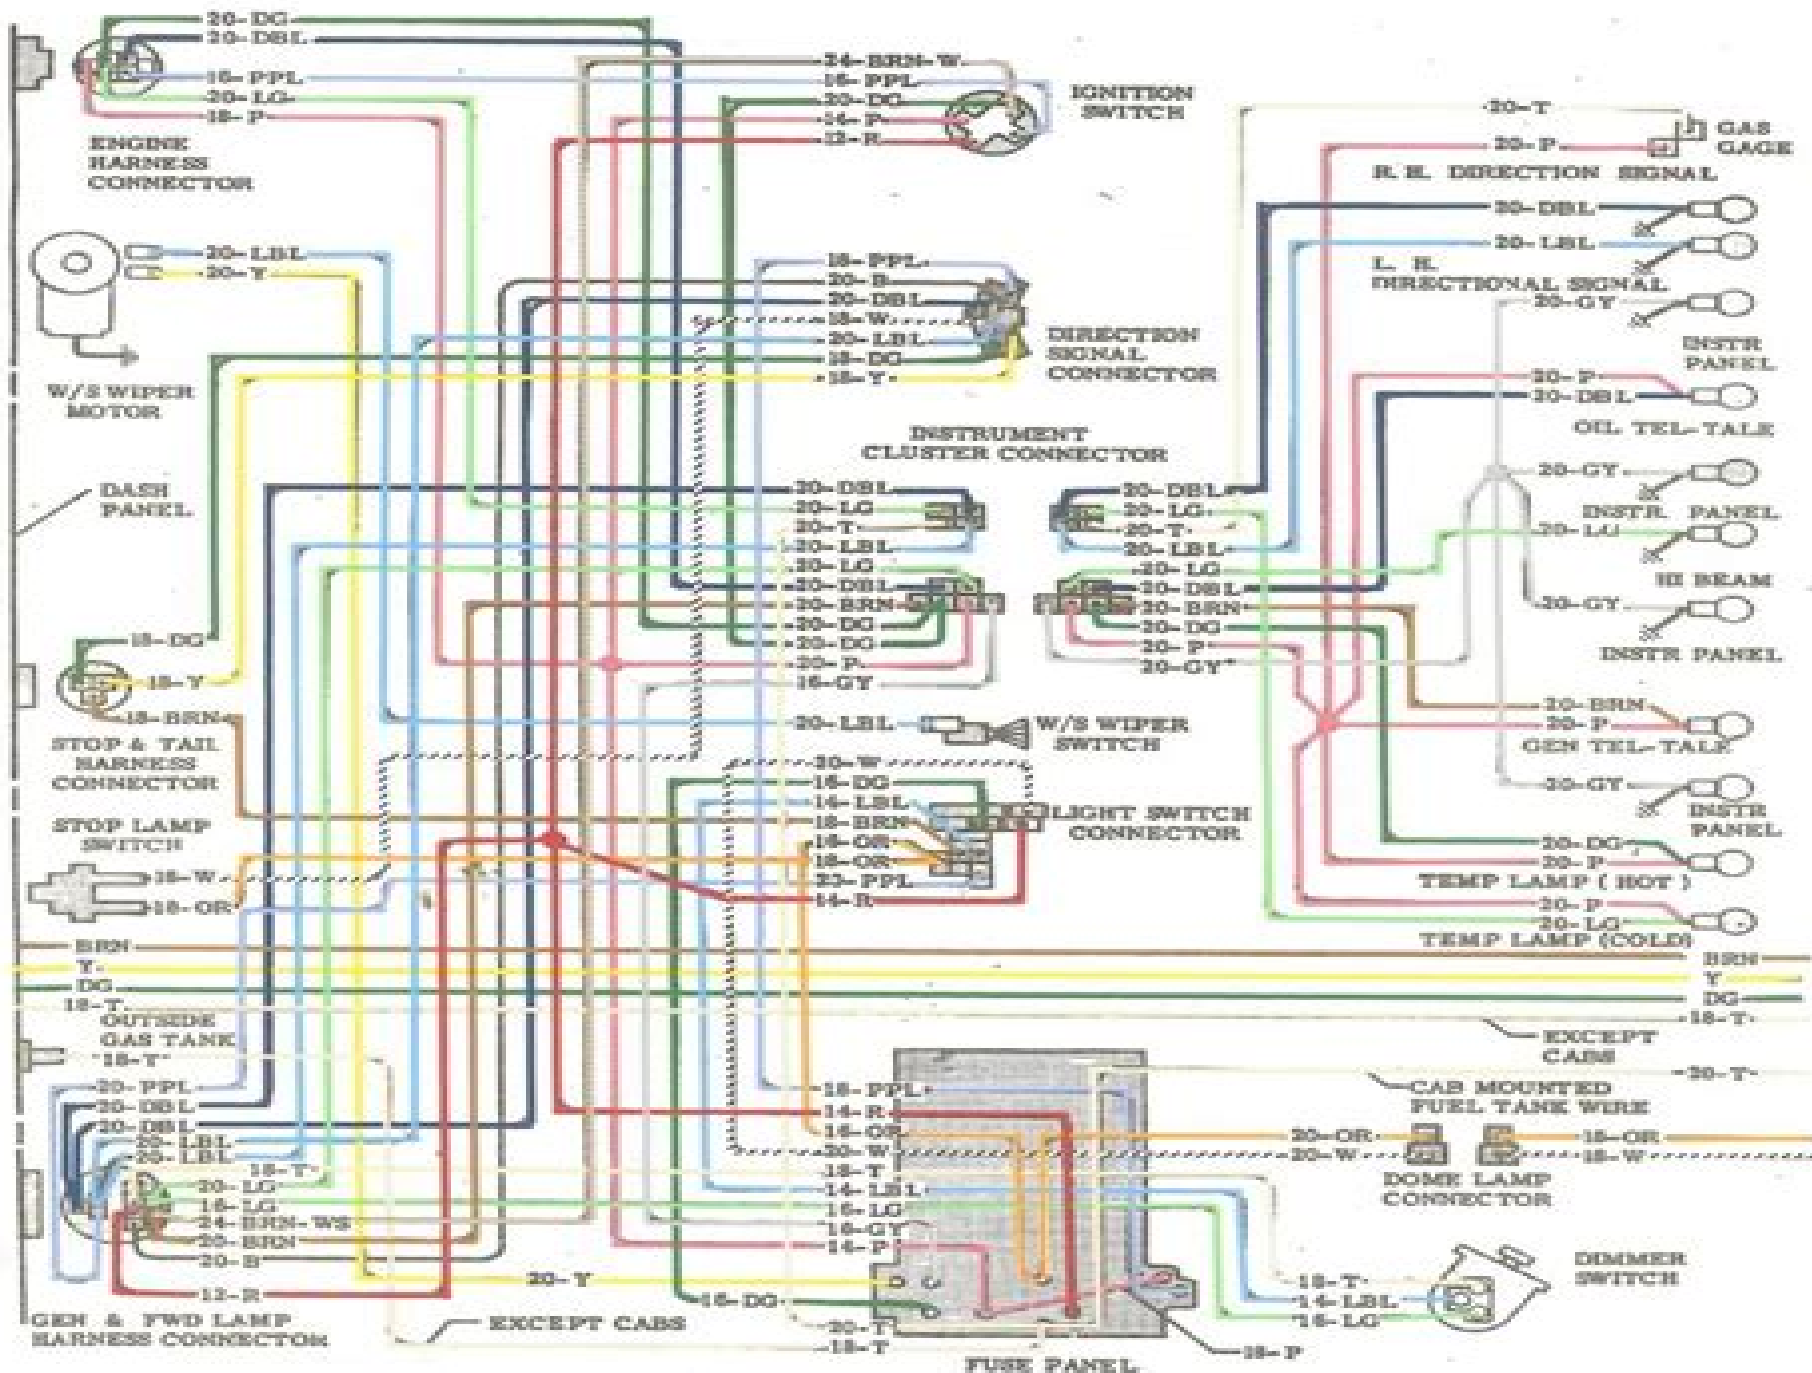 20-DG
20-DBL
16-PPL
20-LG
18-P
ENGINE
HARNESS
CONNECTOR
20-LBL
20-Y
W/S WIPER
MOTOR
DASH
PANEL
18-DG
18-Y
18-BRN
STOP & TAIL
HARNESS
CONNECTOR
STOP LAMP
SWITCH
18-W
18-OR
BRN
Y
DG
18-T
OUTSIDE
GAS TANK
18-T
20-PPL
20-DBL
20-DBL
20-LBL
20-LBL
18-T
20-LG
16-LG
24-BRN-WS
20-BRN
20-B
12-R
GEN & FWD LAMP
HARNESS CONNECTOR
24-BRN-W
16-PPL
20-DG
16-P
12-R
IGNITION
SWITCH
18-PPL
20-B
20-DBL
18-W
20-LBL
18-DG
18-Y
DIRECTION
SIGNAL
CONNECTOR
INSTRUMENT
CLUSTER CONNECTOR
20-DBL
20-LG
20-T
20-LBL
20-LG
20-DBL
20-BRN
20-DG
20-DG
20-P
16-GY
20-DBL
20-LG
20-T
20-LBL
20-LG
20-DBL
20-BRN
20-DG
20-P
20-GY
20-LBL
W/S WIPER
SWITCH
20-W
16-DG
14-LBL
18-BRN
16-OR
18-OR
20-PPL
14-R
LIGHT SWITCH
CONNECTOR
20-T
GAS
GAGE
20-P
R. H. DIRECTION SIGNAL
20-DBL
20-LBL
L. H.
DIRECTIONAL SIGNAL
20-GY
INSTR
PANEL
20-P
20-DBL
OIL TEL-TALE
20-GY
INSTR. PANEL
20-LG
HI BEAM
20-GY
INSTR PANEL
20-BRN
20-P
GEN TEL-TALE
20-GY
INSTR
PANEL
20-DG
20-P
TEMP LAMP ( HOT )
20-P
20-LG
TEMP LAMP (COLD)
BRN
Y
DG
18-T
EXCEPT
CABS
20-T
CAB MOUNTED
FUEL TANK WIRE
18-PPL
14-R
16-OR
20-W
18-T
14-LBL
16-LG
16-GY
14-P
20-Y
16-DG
EXCEPT CABS
20-T
18-T
FUSE PANEL
18-P
20-OR
20-W
18-OR
18-W
DOME LAMP
CONNECTOR
DIMMER
SWITCH
18-T
14-LBL
16-LG